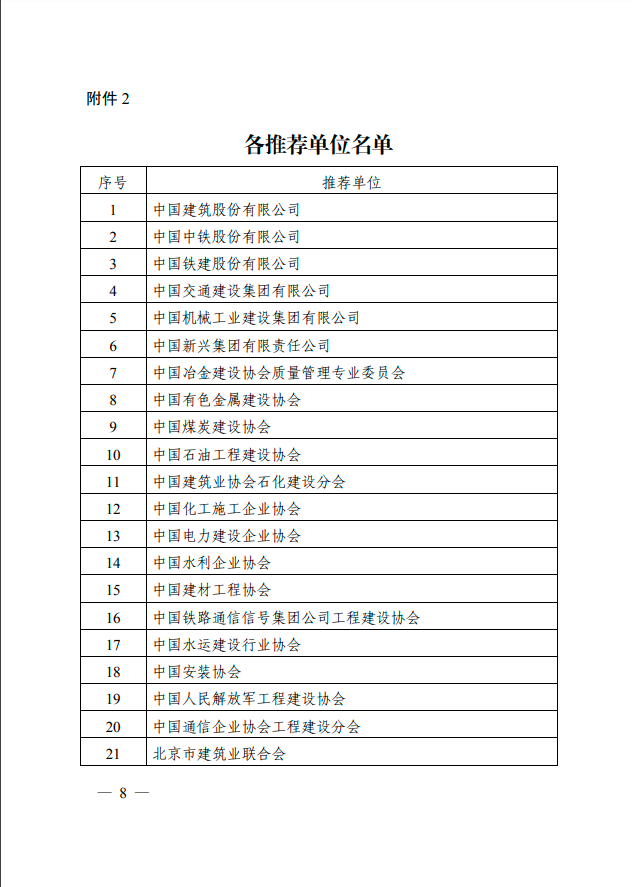 附件 2
各推荐单位名单
序号 推荐单位
1 中国建筑股份有限公司
2 中国中铁股份有限公司
3 中国铁建股份有限公司
4 中国交通建设集团有限公司
5 中国机械工业建设集团有限公司
6 中国新兴集团有限责任公司
7 中国冶金建设协会质量管理专业委员会
8 中国有色金属建设协会
9 中国煤炭建设协会
10 中国石油工程建设协会
11 中国建筑业协会石化建设分会
12 中国化工施工企业协会
13 中国电力建设企业协会
14 中国水利企业协会
15 中国建材工程协会
16 中国铁路通信信号集团公司工程建设协会
17 中国水运建设行业协会
18 中国安装协会
19 中国人民解放军工程建设协会
20 中国通信企业协会工程建设分会
21 北京市建筑业联合会
— 8 —